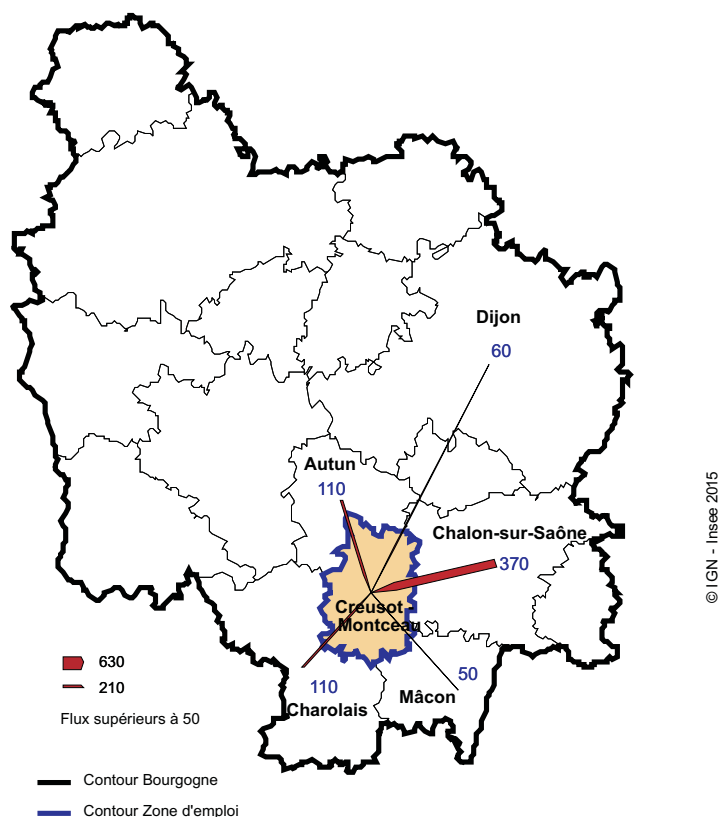 Dijon
60
Autun
110
Chalon-sur-Saône
370
Creusot -
Montceau
630
210
Flux supérieurs à 50
110
Charolais
50
Mâcon
Contour Bourgogne
Contour Zone d'emploi
© IGN - Insee 2015